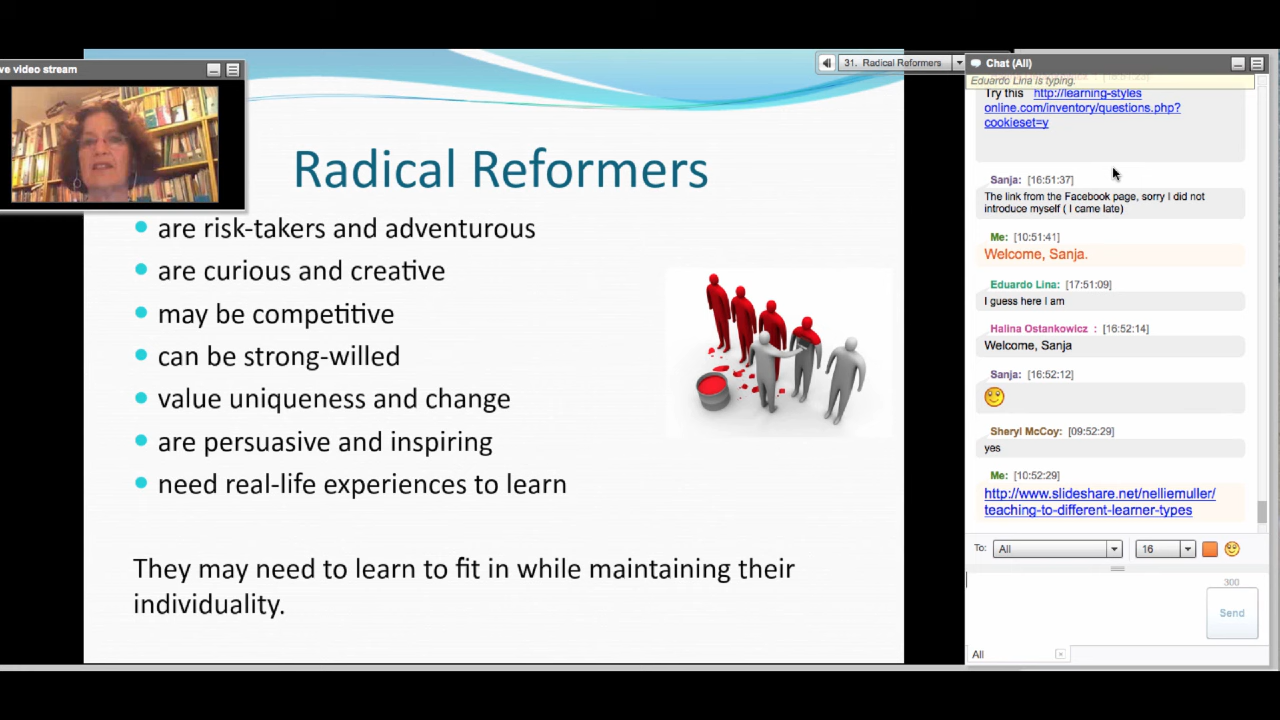 ve video stream
31. Radical Reformers
Radical Reformers
are risk-takers and adventurous
are curious and creative
may be competitive
can be strong-willed
value uniqueness and change
are persuasive and inspiring
need real-life experiences to learn
They may need to learn to fit in while maintaining their
individuality.
Chat (All)
Eduardo Lina is typing.
Try this http://learning-styles
online.com/inventory/questions.php?
cookieset=y
Sanja: [16:51:37]
The link from the Facebook page, sorry I did not
introduce myself ( I came late)
Me: [10:51:41]
Welcome, Sanja.
Eduardo Lina: [17:51:09]
I guess here I am
Halina Ostankowicz : [16:52:14]
Welcome, Sanja
Sanja: [16:52:12]
Sheryl McCoy: [09:52:29]
yes
Me: [10:52:29]
http://www.slideshare.net/nelliemuller/
teaching-to-different-learner-types
To: All 16
300
Send
All